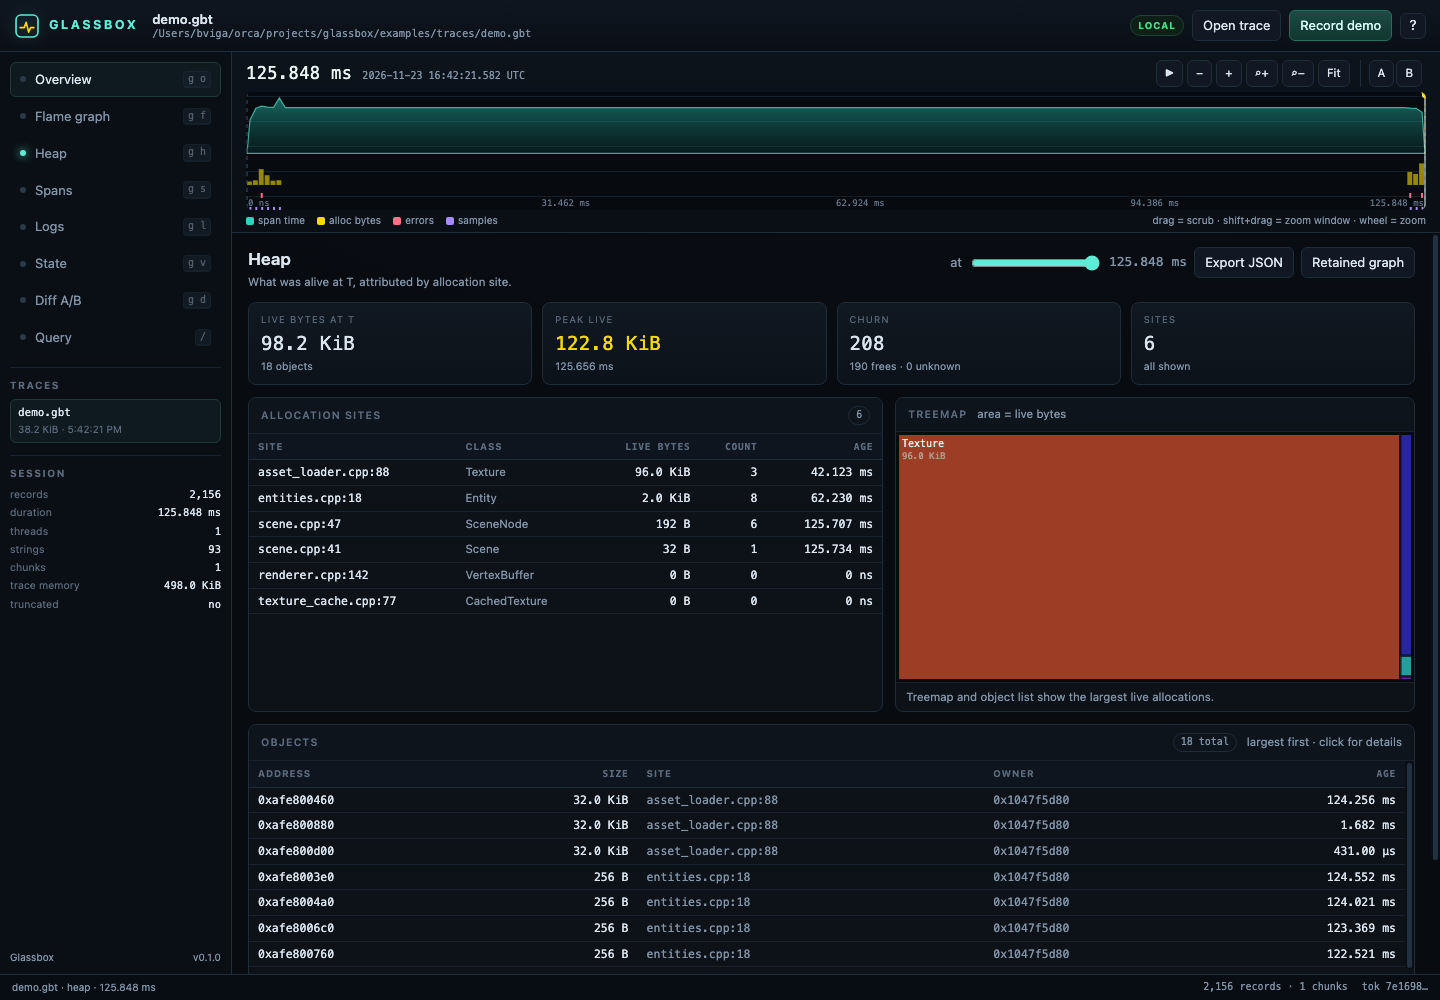 GLASSBOX
demo.gbt
/Users/bviga/orca/projects/glassbox/examples/traces/demo.gbt
LOCAL
Open trace
Record demo
?
Overview g o
Flame graph g f
Heap g h
Spans g s
Logs g l
State g v
Diff A/B g d
Query /
TRACES
demo.gbt
38.2 KiB · 5:42:21 PM
SESSION
records 2,156
duration 125.848 ms
threads 1
strings 93
chunks 1
trace memory 498.0 KiB
truncated no
Glassbox v0.1.0
125.848 ms 2026-11-23 16:42:21.582 UTC
− + ⌕+ ⌕− Fit A B
0 ns 31.462 ms 62.924 ms 94.386 ms 125.848 ms
span time alloc bytes errors samples
drag = scrub · shift+drag = zoom window · wheel = zoom
Heap
What was alive at T, attributed by allocation site.
at 125.848 ms Export JSON Retained graph
LIVE BYTES AT T
98.2 KiB
18 objects
PEAK LIVE
122.8 KiB
125.656 ms
CHURN
208
190 frees · 0 unknown
SITES
6
all shown
ALLOCATION SITES 6
SITE CLASS LIVE BYTES COUNT AGE
asset_loader.cpp:88 Texture 96.0 KiB 3 42.123 ms
entities.cpp:18 Entity 2.0 KiB 8 62.230 ms
scene.cpp:47 SceneNode 192 B 6 125.707 ms
scene.cpp:41 Scene 32 B 1 125.734 ms
renderer.cpp:142 VertexBuffer 0 B 0 0 ns
texture_cache.cpp:77 CachedTexture 0 B 0 0 ns
TREEMAP area = live bytes
Texture
96.0 KiB
Treemap and object list show the largest live allocations.
OBJECTS 18 total largest first · click for details
ADDRESS SIZE SITE OWNER AGE
0xafe800460 32.0 KiB asset_loader.cpp:88 0x1047f5d80 124.256 ms
0xafe800880 32.0 KiB asset_loader.cpp:88 0x1047f5d80 1.682 ms
0xafe800d00 32.0 KiB asset_loader.cpp:88 0x1047f5d80 431.00 µs
0xafe8003e0 256 B entities.cpp:18 0x1047f5d80 124.552 ms
0xafe8004a0 256 B entities.cpp:18 0x1047f5d80 124.021 ms
0xafe8006c0 256 B entities.cpp:18 0x1047f5d80 123.369 ms
0xafe800760 256 B entities.cpp:18 0x1047f5d80 122.521 ms
demo.gbt · heap · 125.848 ms
2,156 records · 1 chunks tok 7e1698…